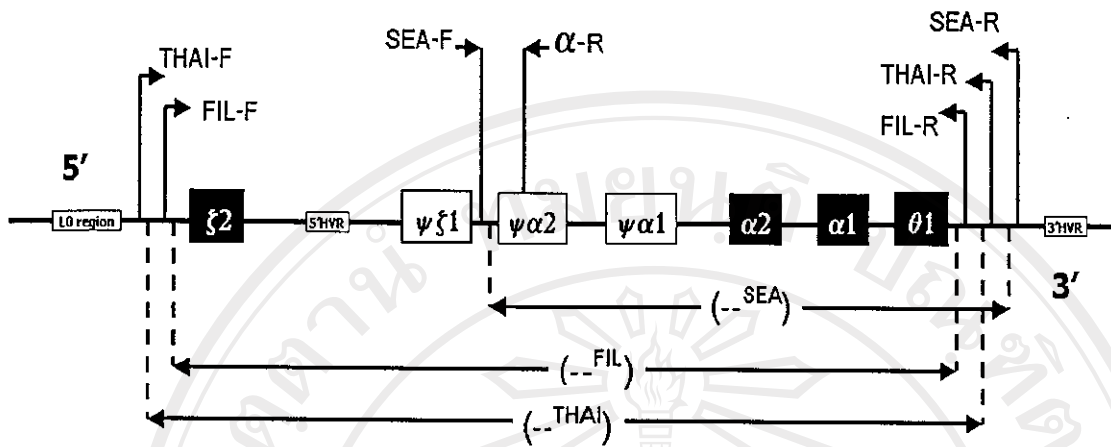 SEA-R
SEA-F
α-R
THAI-F
THAI-R
FIL-F
FIL-R
5'
L0 region
ζ2
5'HVR
ψζ1
ψα2
ψα1
α2
α1
θ1
3'HVR
3'
(--SEA)
(--FIL)
(--THAI)